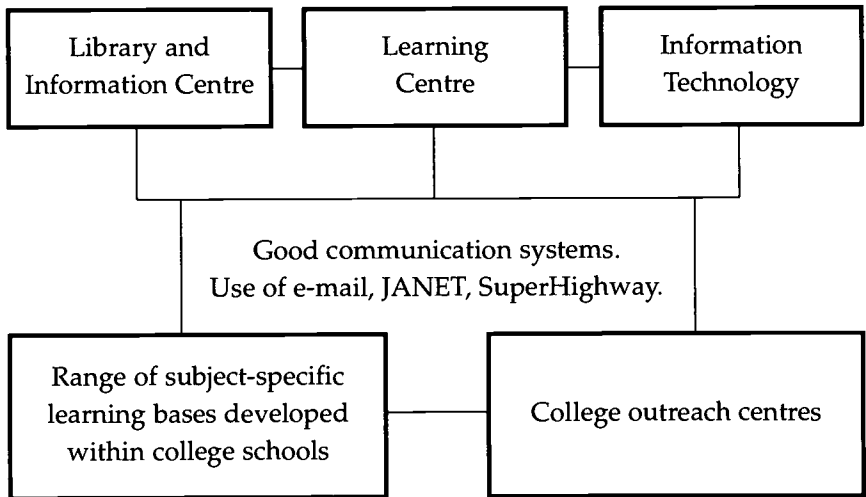 Library and
Information Centre
Learning
Centre
Information
Technology
Good communication systems.
Use of e-mail, JANET, SuperHighway.
Range of subject-specific
learning bases developed
within college schools
College outreach centres